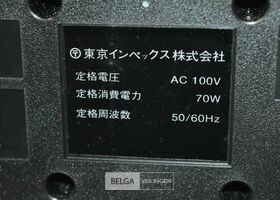 〶東京インペックス株式会社
定格電圧 AC 100V
定格消費電力 70W
定格周波数 50/60Hz
BELGA VEILINGEN